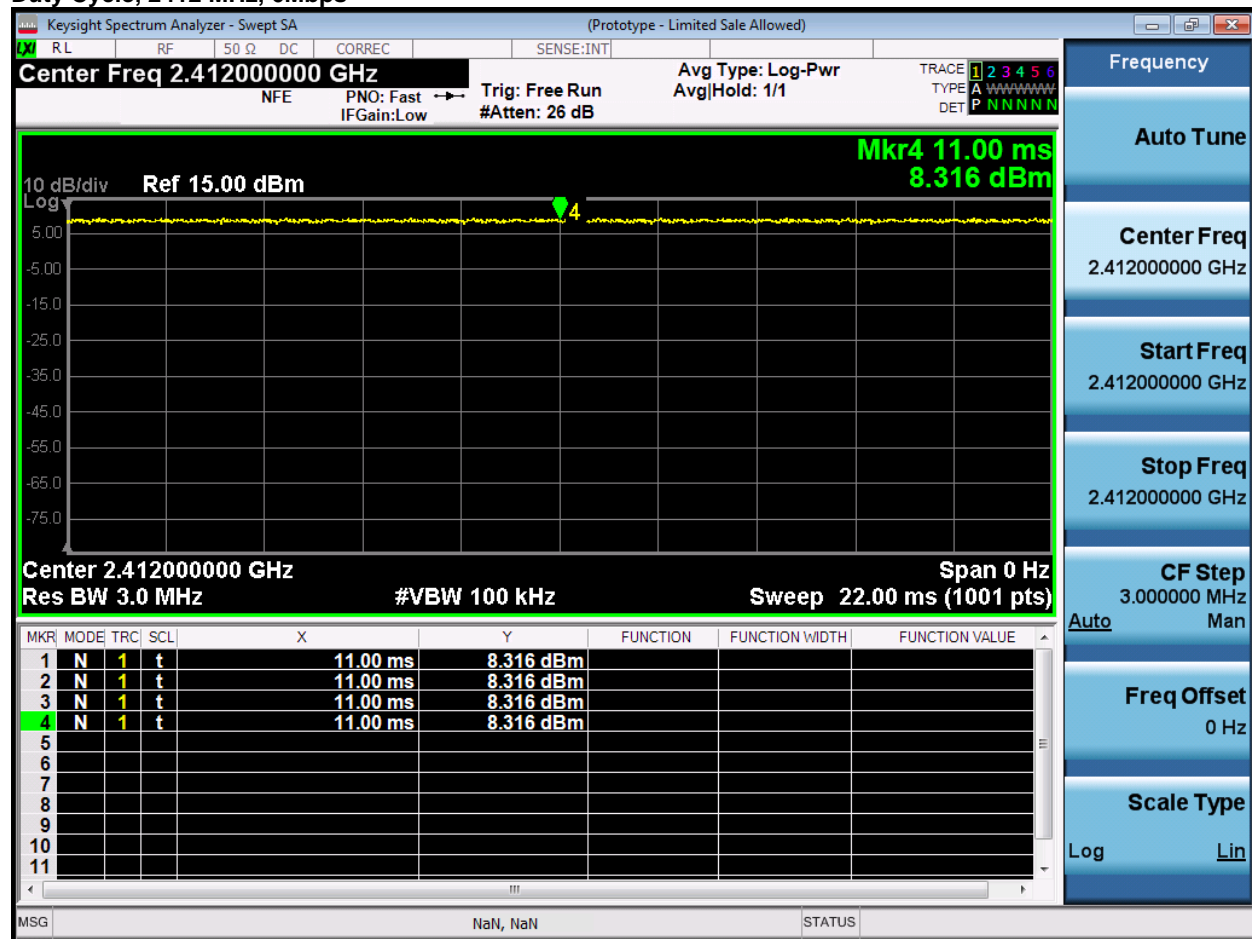 Duty Cycle, 2412 MHz, 6Mbps
Keysight Spectrum Analyzer - Swept SA (Prototype - Limited Sale Allowed)
LXI RL RF 50 Ω DC CORREC SENSE:INT
Center Freq 2.412000000 GHz
NFE PNO: Fast IFGain:Low
Trig: Free Run
#Atten: 26 dB
Avg Type: Log-Pwr
Avg|Hold: 1/1
TRACE 1 2 3 4 5 6
TYPE A WWWWW
DET P N N N N N
Mkr4 11.00 ms
8.316 dBm
10 dB/div Ref 15.00 dBm
Log
4
5.00
-5.00
-15.0
-25.0
-35.0
-45.0
-55.0
-65.0
-75.0
Center 2.412000000 GHz Span 0 Hz
Res BW 3.0 MHz #VBW 100 kHz Sweep 22.00 ms (1001 pts)
MKR MODE TRC SCL X Y FUNCTION FUNCTION WIDTH FUNCTION VALUE
1 N 1 t 11.00 ms 8.316 dBm
2 N 1 t 11.00 ms 8.316 dBm
3 N 1 t 11.00 ms 8.316 dBm
4 N 1 t 11.00 ms 8.316 dBm
5
6
7
8
9
10
11
MSG NaN, NaN STATUS
Frequency
Auto Tune
Center Freq
2.412000000 GHz
Start Freq
2.412000000 GHz
Stop Freq
2.412000000 GHz
CF Step
3.000000 MHz
Auto Man
Freq Offset
0 Hz
Scale Type
Log Lin